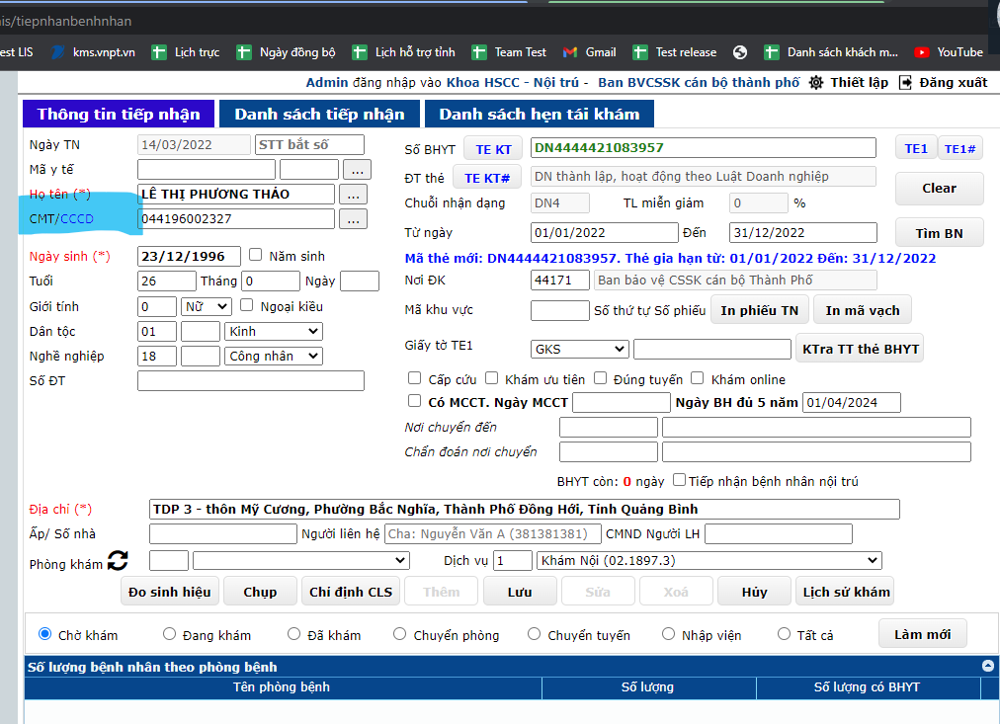 is/tiepnhanbenhnhan
est LIS kms.vnpt.vn Lịch trực Ngày đồng bộ Lịch hỗ trợ tỉnh Team Test Gmail Test release Danh sách khách m... YouTube
Admin đăng nhập vào Khoa HSCC - Nội trú - Ban BVCSSK cán bộ thành phố Thiết lập Đăng xuất
Thông tin tiếp nhận Danh sách tiếp nhận Danh sách hẹn tái khám
Ngày TN 14/03/2022 STT bắt số Số BHYT TE KT DN4444421083957 TE1 TE1#
Mã y tế ... ĐT thẻ TE KT# DN thành lập, hoạt động theo Luật Doanh nghiệp
Họ tên (*) LÊ THỊ PHƯƠNG THẢO ... Chuỗi nhận dạng DN4 TL miễn giảm 0 % Clear
CMT/CCCD 044196002327 ... Từ ngày 01/01/2022 Đến 31/12/2022 Tìm BN
Ngày sinh (*) 23/12/1996 Năm sinh Mã thẻ mới: DN4444421083957. Thẻ gia hạn từ: 01/01/2022 Đến: 31/12/2022
Tuổi 26 Tháng 0 Ngày Nơi ĐK 44171 Ban bảo vệ CSSK cán bộ Thành Phố
Giới tính 0 Nữ Ngoại kiều Mã khu vực Số thứ tự Số phiếu In phiếu TN In mã vạch
Dân tộc 01 Kinh Giấy tờ TE1 GKS KTra TT thẻ BHYT
Nghề nghiệp 18 Công nhân
Số ĐT Cấp cứu Khám ưu tiên Đúng tuyến Khám online
Có MCCT. Ngày MCCT Ngày BH đủ 5 năm 01/04/2024
Nơi chuyển đến
Chẩn đoán nơi chuyển
BHYT còn: 0 ngày Tiếp nhận bệnh nhân nội trú
Địa chỉ (*) TDP 3 - thôn Mỹ Cương, Phường Bắc Nghĩa, Thành Phố Đồng Hới, Tỉnh Quảng Bình
Ấp/ Số nhà Người liên hệ Cha: Nguyễn Văn A (381381381) CMND Người LH
Phòng khám Dịch vụ 1 Khám Nội (02.1897.3)
Đo sinh hiệu Chụp Chỉ định CLS Thêm Lưu Sửa Xoá Hủy Lịch sử khám
Chờ khám Đang khám Đã khám Chuyển phòng Chuyển tuyến Nhập viện Tất cả Làm mới
Số lượng bệnh nhân theo phòng bệnh
Tên phòng bệnh Số lượng Số lượng có BHYT